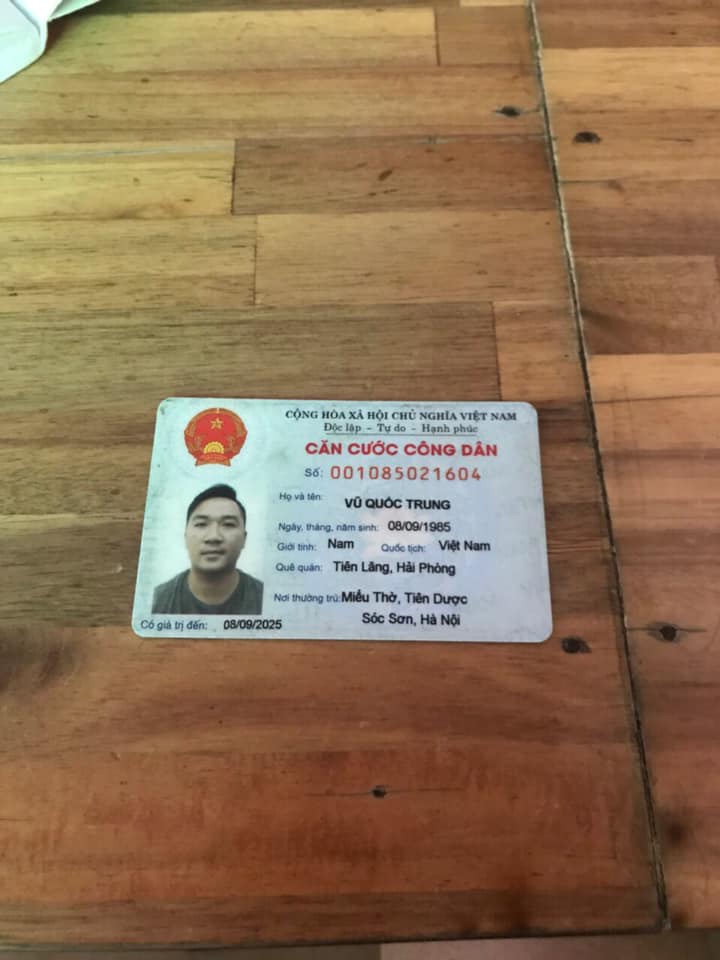 CỘNG HÒA XÃ HỘI CHỦ NGHĨA VIỆT NAM
Độc lập – Tự do – Hạnh phúc
CĂN CƯỚC CÔNG DÂN
Số: 001085021604
Họ và tên: VŨ QUỐC TRUNG
Ngày, tháng, năm sinh: 08/09/1985
Giới tính: Nam Quốc tịch: Việt Nam
Quê quán: Tiên Lãng, Hải Phòng
Nơi thường trú: Miếu Thờ, Tiên Dược
Sóc Sơn, Hà Nội
Có giá trị đến: 08/09/2025